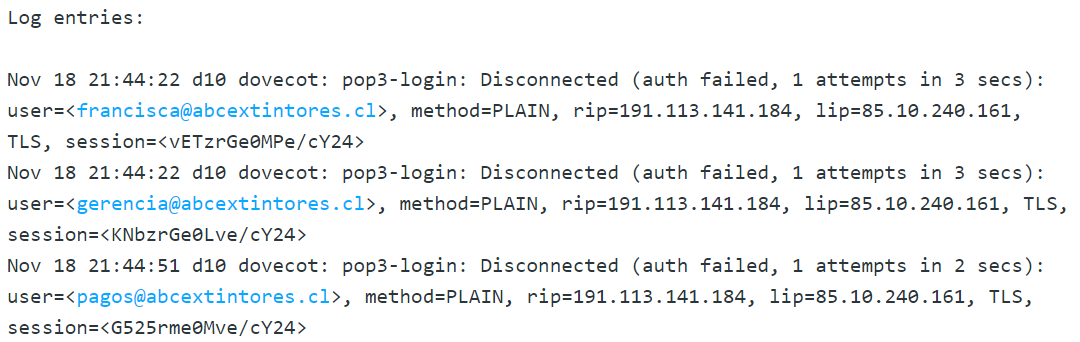 Log entries:
Nov 18 21:44:22 d10 dovecot: pop3-login: Disconnected (auth failed, 1 attempts in 3 secs):
user=<francisca@abcextintores.cl>, method=PLAIN, rip=191.113.141.184, lip=85.10.240.161,
TLS, session=<vETzrGe0MPe/cY24>
Nov 18 21:44:22 d10 dovecot: pop3-login: Disconnected (auth failed, 1 attempts in 3 secs):
user=<gerencia@abcextintores.cl>, method=PLAIN, rip=191.113.141.184, lip=85.10.240.161, TLS,
session=<KNbzrGe0Lve/cY24>
Nov 18 21:44:51 d10 dovecot: pop3-login: Disconnected (auth failed, 1 attempts in 2 secs):
user=<pagos@abcextintores.cl>, method=PLAIN, rip=191.113.141.184, lip=85.10.240.161, TLS,
session=<G525rme0Mve/cY24>